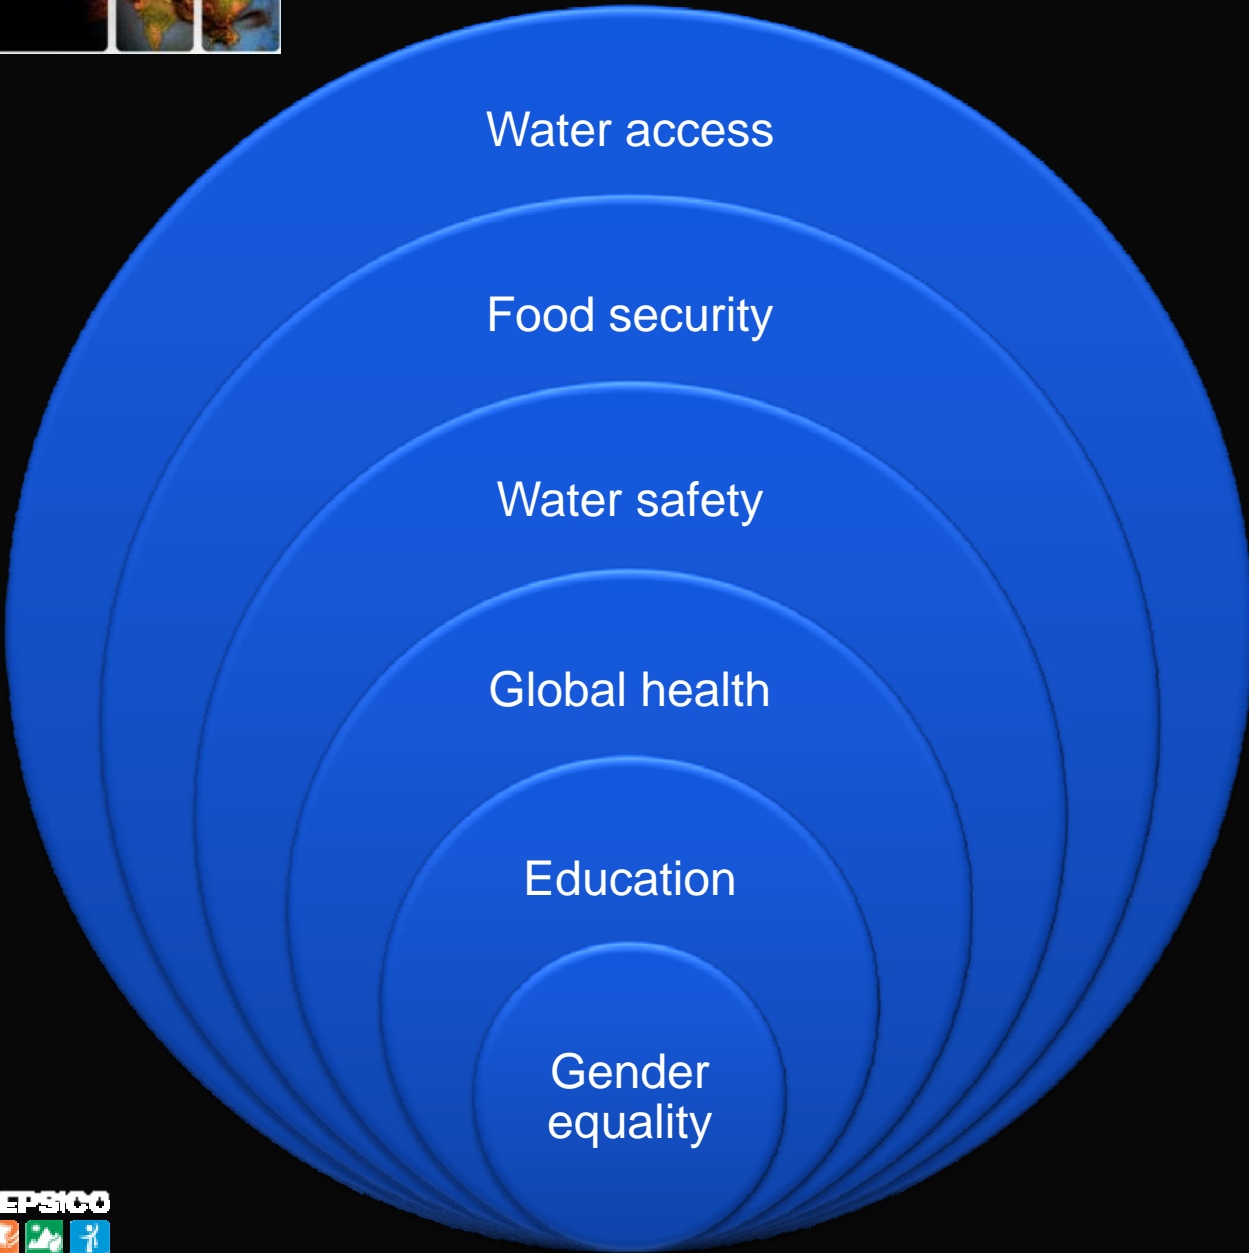 Water access
Food security
Water safety
Global health
Education
Gender
equality
EPSICO